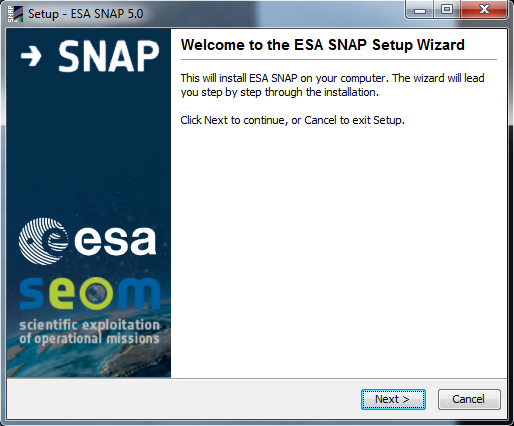 SNAP
Setup - ESA SNAP 5.0
→ SNAP
Welcome to the ESA SNAP Setup Wizard
This will install ESA SNAP on your computer. The wizard will lead
you step by step through the installation.
Click Next to continue, or Cancel to exit Setup.
esa
seom
scientific exploitation
of operational missions
Next >
Cancel